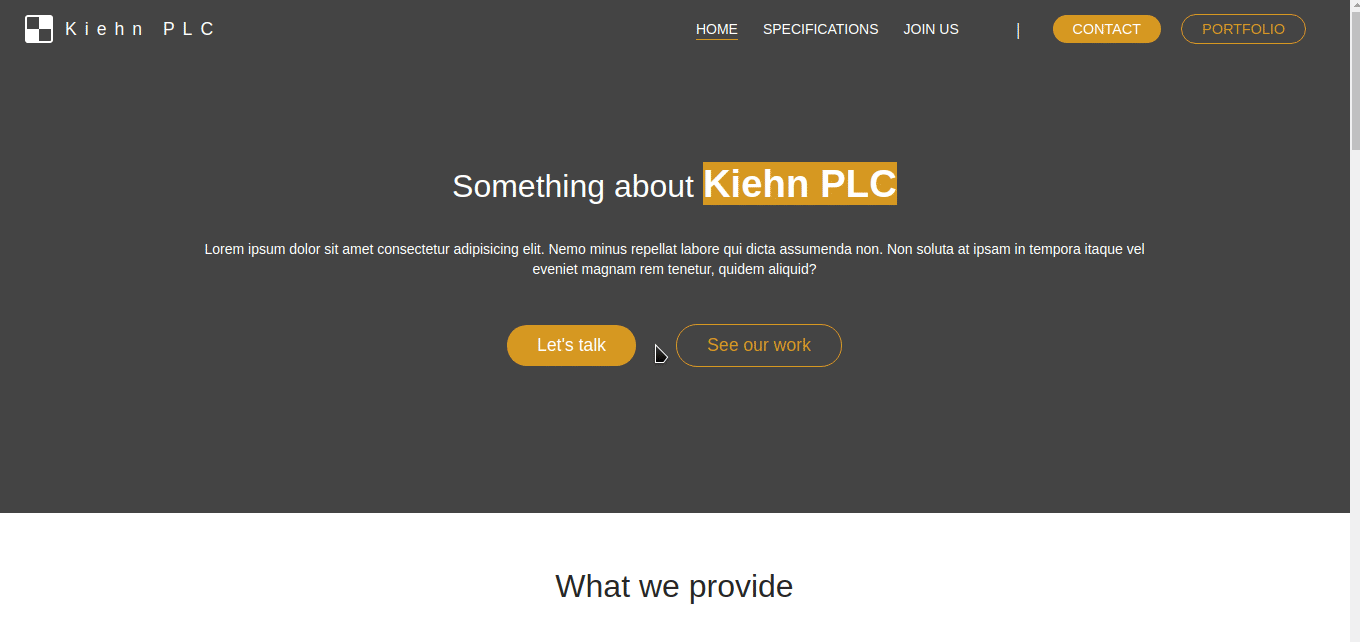 Kiehn PLC
HOME SPECIFICATIONS JOIN US | CONTACT PORTFOLIO
Something about Kiehn PLC
Lorem ipsum dolor sit amet consectetur adipisicing elit. Nemo minus repellat labore qui dicta assumenda non. Non soluta at ipsam in tempora itaque vel
eveniet magnam rem tenetur, quidem aliquid?
Let's talk
See our work
What we provide